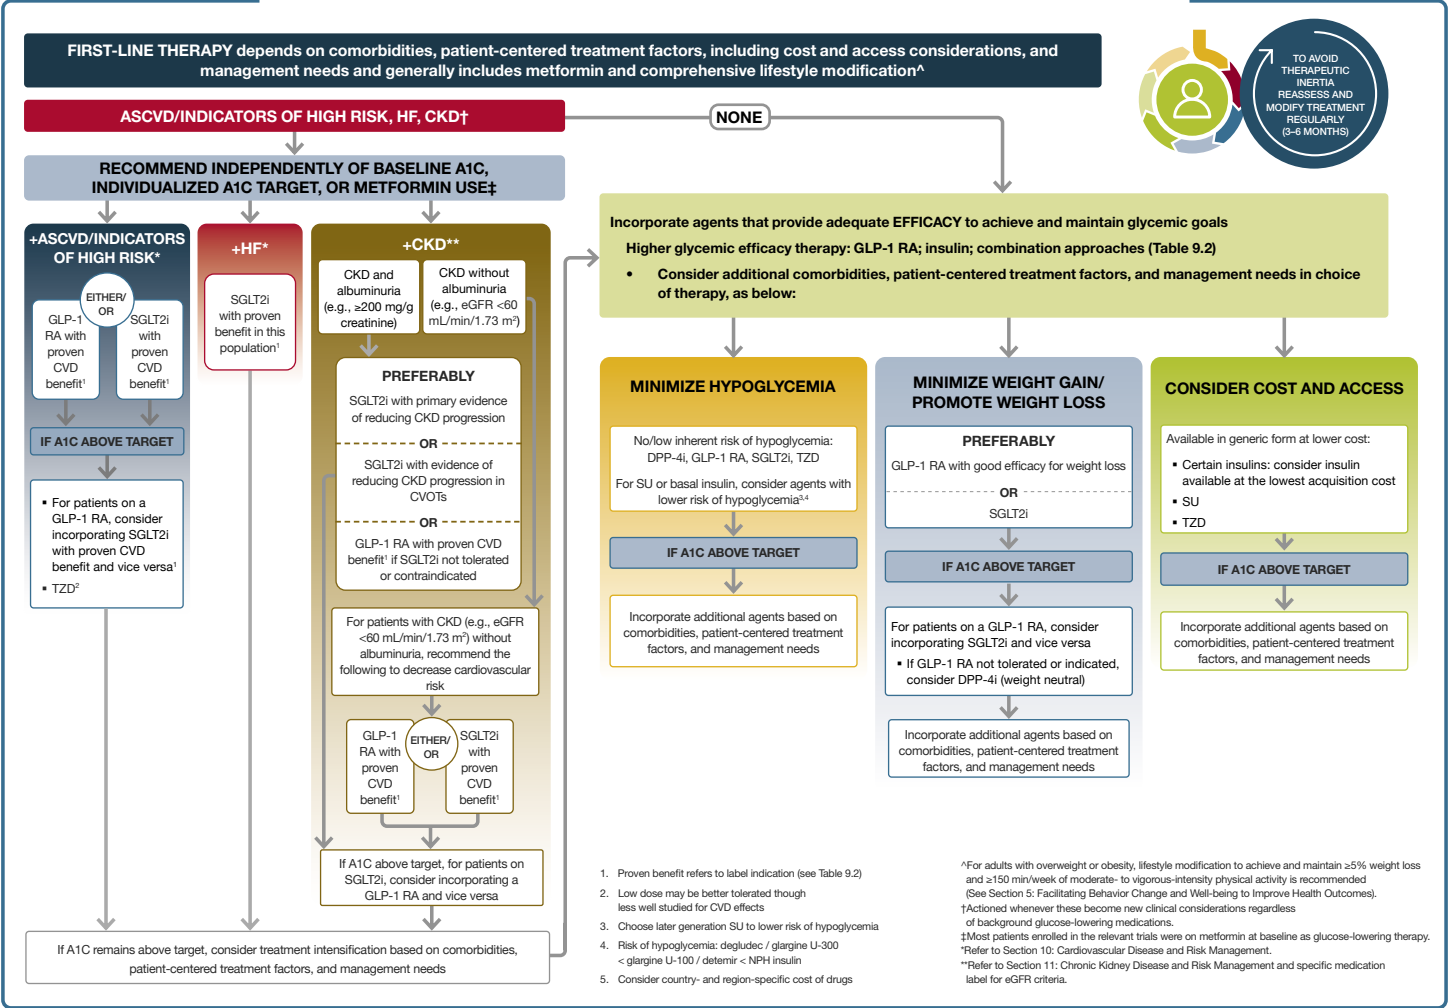 FIRST-LINE THERAPY depends on comorbidities, patient-centered treatment factors, including cost and access considerations, and
management needs and generally includes metformin and comprehensive lifestyle modification^
TO AVOID
THERAPEUTIC
INERTIA
REASSESS AND
MODIFY TREATMENT
REGULARLY
(3–6 MONTHS)
ASCVD/INDICATORS OF HIGH RISK, HF, CKD†
NONE
RECOMMEND INDEPENDENTLY OF BASELINE A1C,
INDIVIDUALIZED A1C TARGET, OR METFORMIN USE‡
+ASCVD/INDICATORS
OF HIGH RISK*
EITHER/
OR
GLP-1
RA with
proven
CVD
benefit¹
SGLT2i
with
proven
CVD
benefit¹
IF A1C ABOVE TARGET
▪ For patients on a
GLP-1 RA, consider
incorporating SGLT2i
with proven CVD
benefit and vice versa¹
▪ TZD²
+HF*
SGLT2i
with proven
benefit in this
population¹
+CKD**
CKD and
albuminuria
(e.g., ≥200 mg/g
creatinine)
CKD without
albuminuria
(e.g., eGFR <60
mL/min/1.73 m²)
PREFERABLY
SGLT2i with primary evidence
of reducing CKD progression
OR
SGLT2i with evidence of
reducing CKD progression in
CVOTs
OR
GLP-1 RA with proven CVD
benefit¹ if SGLT2i not tolerated
or contraindicated
For patients with CKD (e.g., eGFR
<60 mL/min/1.73 m²) without
albuminuria, recommend the
following to decrease cardiovascular
risk
GLP-1
RA with
proven
CVD
benefit¹
EITHER/
OR
SGLT2i
with
proven
CVD
benefit¹
If A1C above target, for patients on
SGLT2i, consider incorporating a
GLP-1 RA and vice versa
If A1C remains above target, consider treatment intensification based on comorbidities,
patient-centered treatment factors, and management needs
Incorporate agents that provide adequate EFFICACY to achieve and maintain glycemic goals
Higher glycemic efficacy therapy: GLP-1 RA; insulin; combination approaches (Table 9.2)
• Consider additional comorbidities, patient-centered treatment factors, and management needs in choice
of therapy, as below:
MINIMIZE HYPOGLYCEMIA
No/low inherent risk of hypoglycemia:
DPP-4i, GLP-1 RA, SGLT2i, TZD
For SU or basal insulin, consider agents with
lower risk of hypoglycemia³,⁴
IF A1C ABOVE TARGET
Incorporate additional agents based on
comorbidities, patient-centered treatment
factors, and management needs
MINIMIZE WEIGHT GAIN/
PROMOTE WEIGHT LOSS
PREFERABLY
GLP-1 RA with good efficacy for weight loss
OR
SGLT2i
IF A1C ABOVE TARGET
For patients on a GLP-1 RA, consider
incorporating SGLT2i and vice versa
▪ If GLP-1 RA not tolerated or indicated,
consider DPP-4i (weight neutral)
Incorporate additional agents based on
comorbidities, patient-centered treatment
factors, and management needs
CONSIDER COST AND ACCESS
Available in generic form at lower cost:
▪ Certain insulins: consider insulin
available at the lowest acquisition cost
▪ SU
▪ TZD
IF A1C ABOVE TARGET
Incorporate additional agents based on
comorbidities, patient-centered treatment
factors, and management needs
1. Proven benefit refers to label indication (see Table 9.2)
2. Low dose may be better tolerated though
less well studied for CVD effects
3. Choose later generation SU to lower risk of hypoglycemia
4. Risk of hypoglycemia: degludec / glargine U-300
< glargine U-100 / detemir < NPH insulin
5. Consider country- and region-specific cost of drugs
^For adults with overweight or obesity, lifestyle modification to achieve and maintain ≥5% weight loss
and ≥150 min/week of moderate- to vigorous-intensity physical activity is recommended
(See Section 5: Facilitating Behavior Change and Well-being to Improve Health Outcomes).
†Actioned whenever these become new clinical considerations regardless
of background glucose-lowering medications.
‡Most patients enrolled in the relevant trials were on metformin at baseline as glucose-lowering therapy.
*Refer to Section 10: Cardiovascular Disease and Risk Management.
**Refer to Section 11: Chronic Kidney Disease and Risk Management and specific medication
label for eGFR criteria.